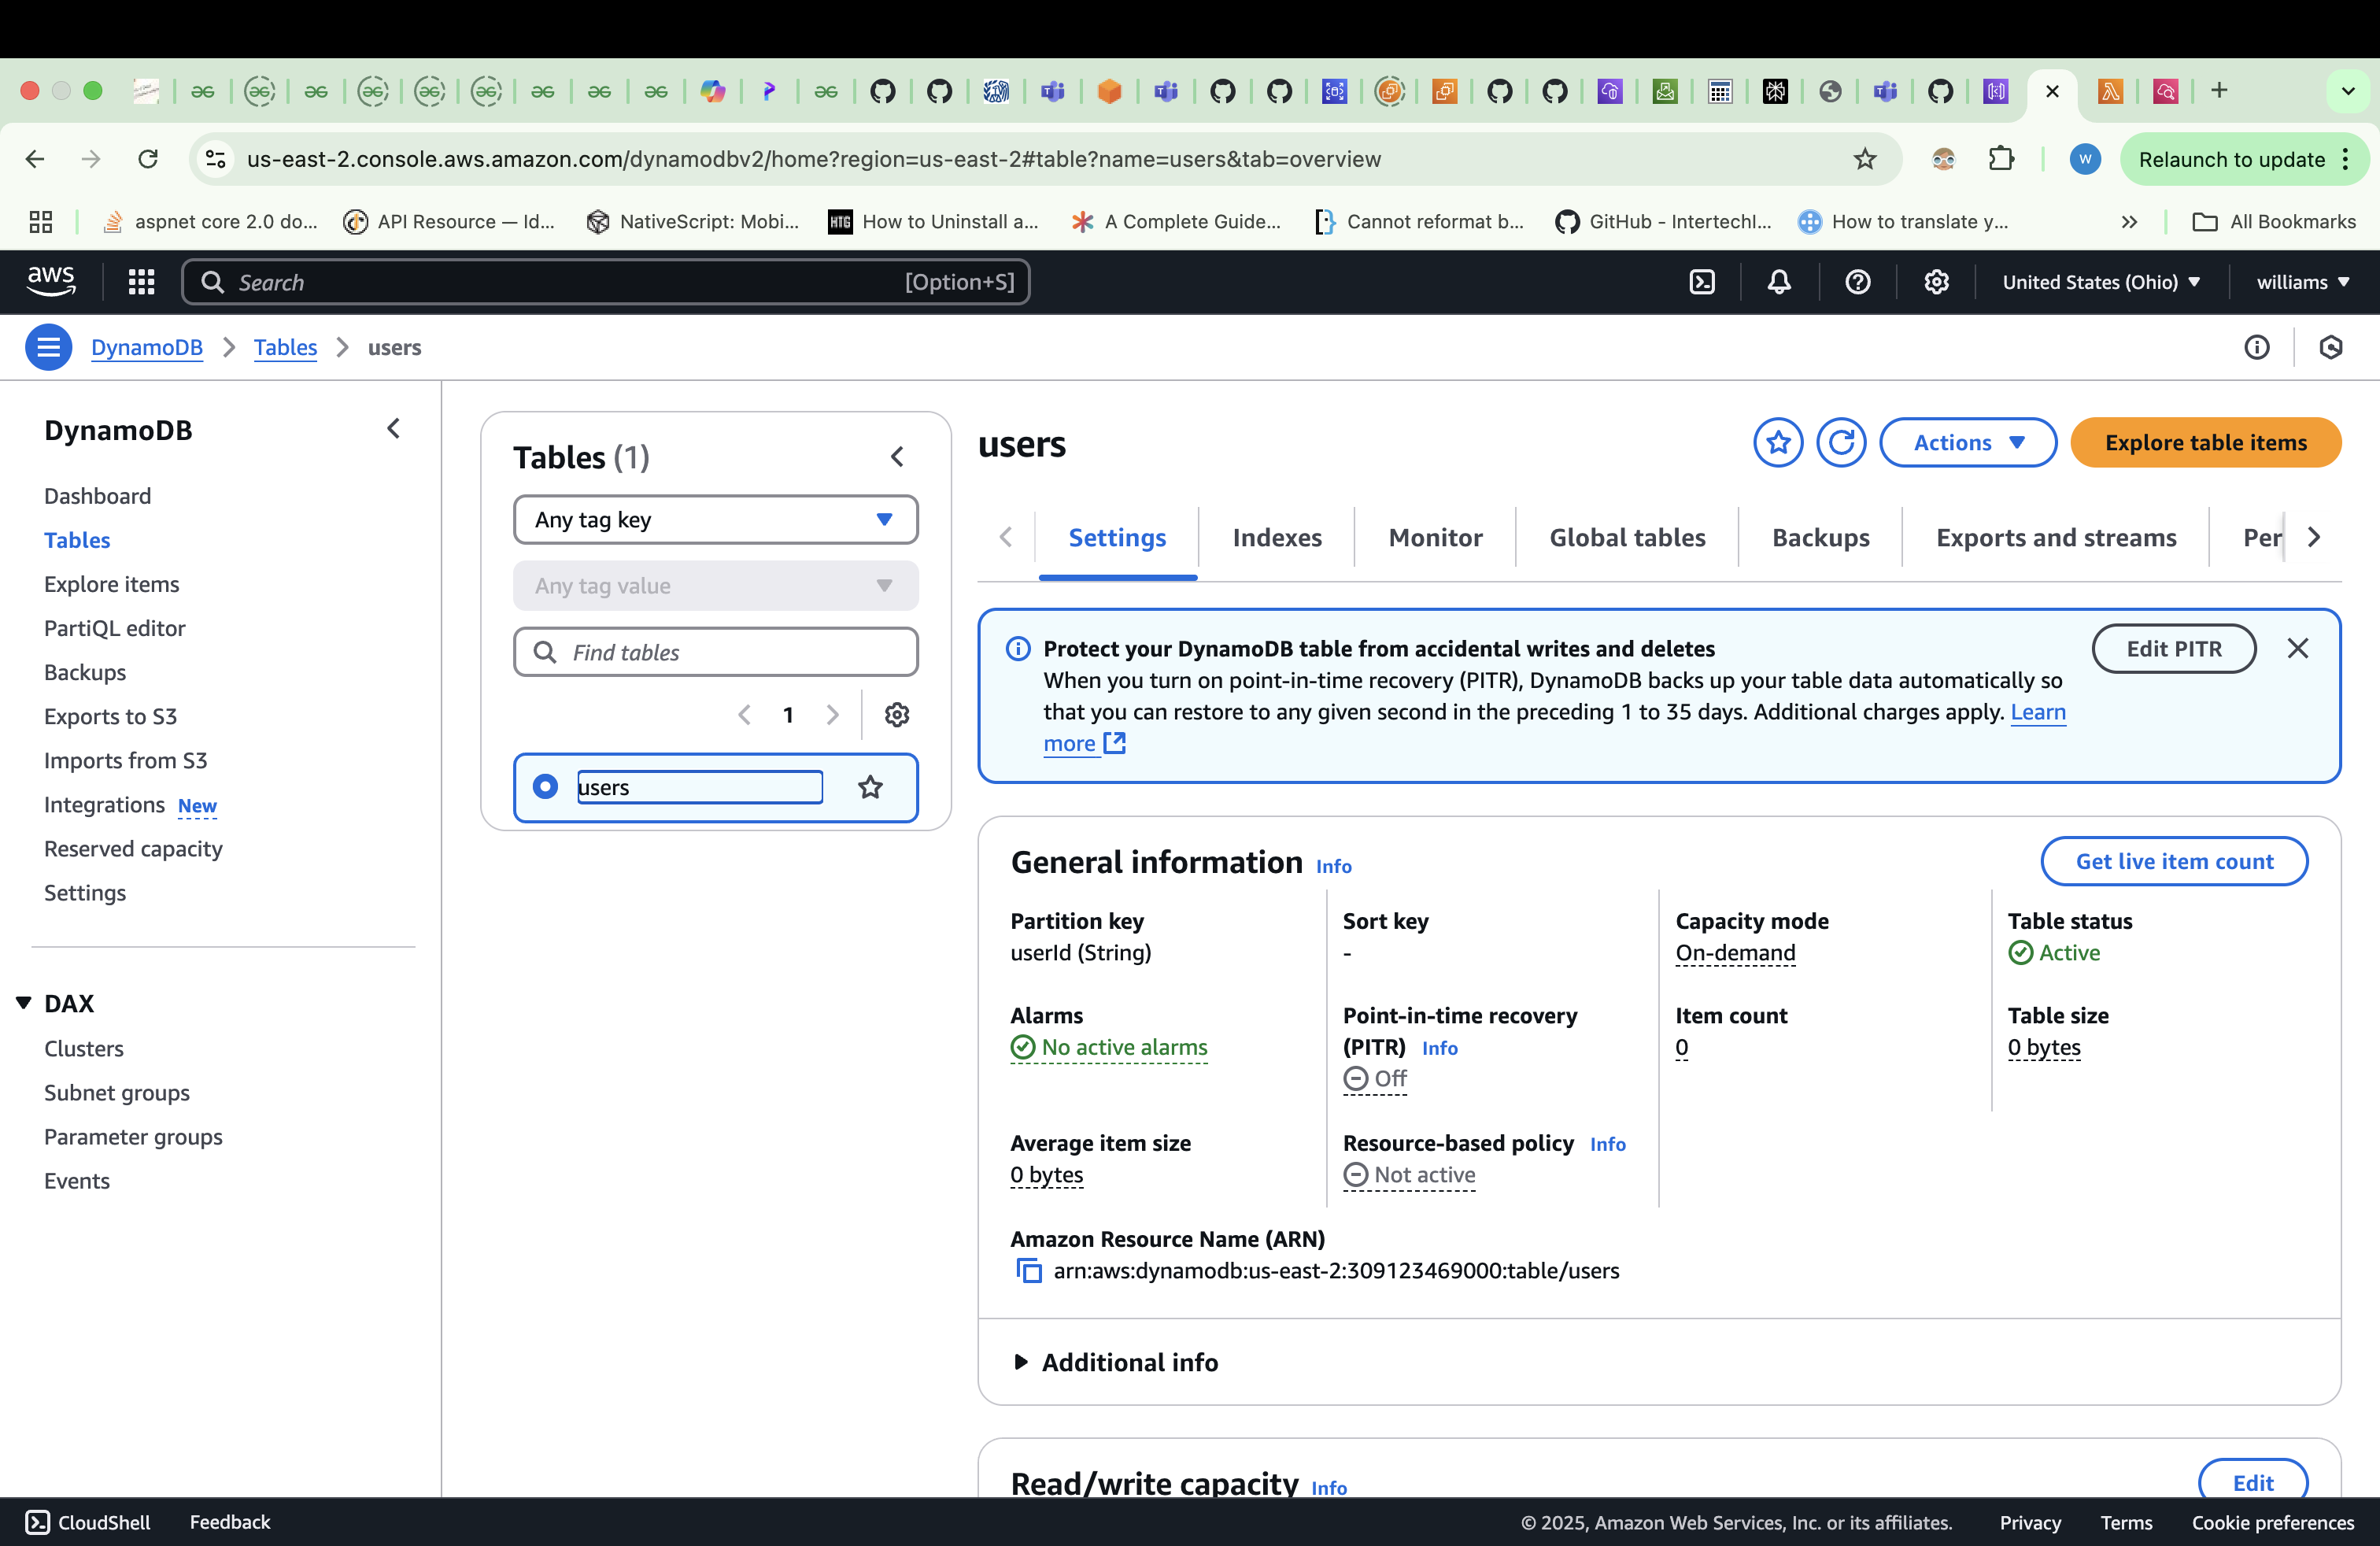 us-east-2.console.aws.amazon.com/dynamodbv2/home?region=us-east-2#table?name=users&tab=overview
W
Relaunch to update
aspnet core 2.0 do...
API Resource — Id...
NativeScript: Mobi...
HTG
How to Uninstall a...
A Complete Guide...
Cannot reformat b...
GitHub - Intertechl...
How to translate y...
All Bookmarks
aws
Search
[Option+S]
United States (Ohio)
williams
DynamoDB
Tables
users
DynamoDB
Dashboard
Tables
Explore items
PartiQL editor
Backups
Exports to S3
Imports from S3
Integrations New
Reserved capacity
Settings
DAX
Clusters
Subnet groups
Parameter groups
Events
Tables (1)
Any tag key
Any tag value
Find tables
1
users
users
Actions
Explore table items
Settings
Indexes
Monitor
Global tables
Backups
Exports and streams
Per
Protect your DynamoDB table from accidental writes and deletes
When you turn on point-in-time recovery (PITR), DynamoDB backs up your table data automatically so
that you can restore to any given second in the preceding 1 to 35 days. Additional charges apply. Learn
more
Edit PITR
General information Info
Get live item count
Partition key
userId (String)
Sort key
-
Capacity mode
On-demand
Table status
Active
Alarms
No active alarms
Point-in-time recovery
(PITR) Info
Off
Item count
0
Table size
0 bytes
Average item size
0 bytes
Resource-based policy Info
Not active
Amazon Resource Name (ARN)
arn:aws:dynamodb:us-east-2:309123469000:table/users
Additional info
Read/write capacity Info
Edit
CloudShell
Feedback
© 2025, Amazon Web Services, Inc. or its affiliates.
Privacy
Terms
Cookie preferences